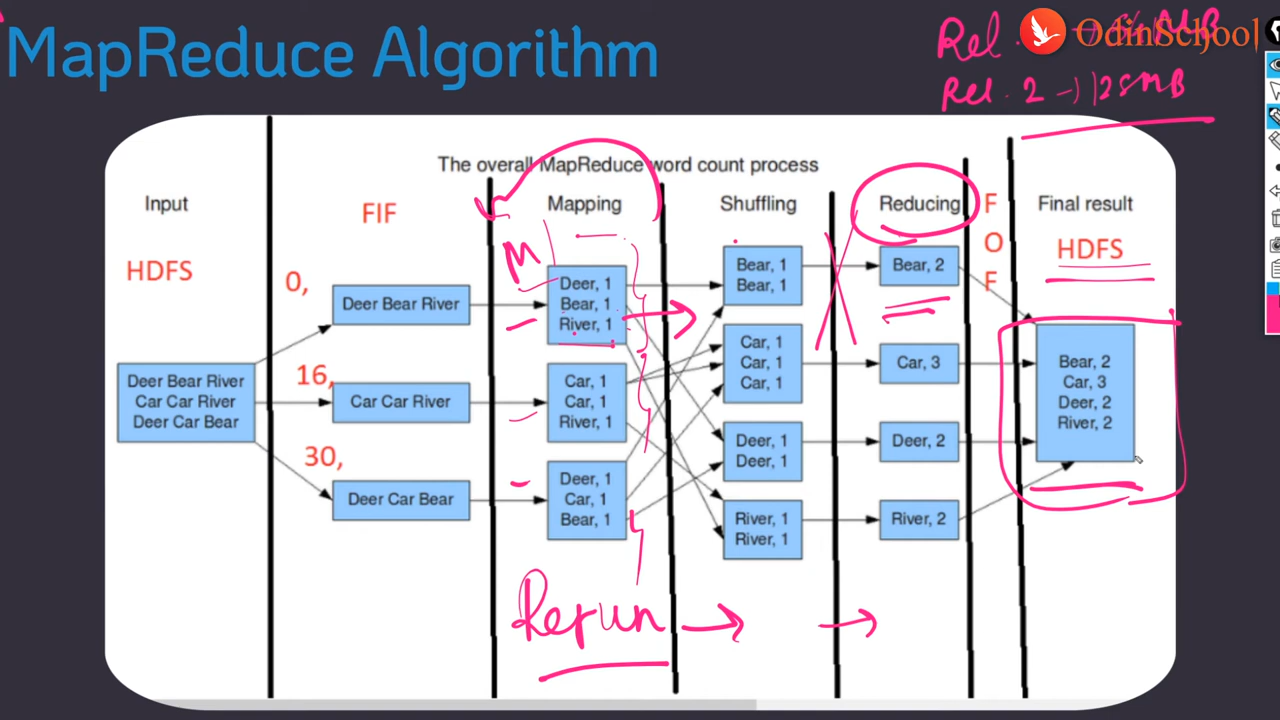 MapReduce Algorithm
OdinSchool
Rel.
MB
Rel. 2 → 128MB
The overall MapReduce word count process
Input
FIF
Mapping
Shuffling
Reducing
F
O
F
Final result
HDFS
HDFS
M
0,
Deer Bear River
16,
Car Car River
30,
Deer Car Bear
Deer Bear River
Car Car River
Deer Car Bear
Deer, 1
Bear, 1
River, 1
Car, 1
Car, 1
River, 1
Deer, 1
Car, 1
Bear, 1
Bear, 1
Bear, 1
Car, 1
Car, 1
Car, 1
Deer, 1
Deer, 1
River, 1
River, 1
Bear, 2
Car, 3
Deer, 2
River, 2
Bear, 2
Car, 3
Deer, 2
River, 2
Rerun → →